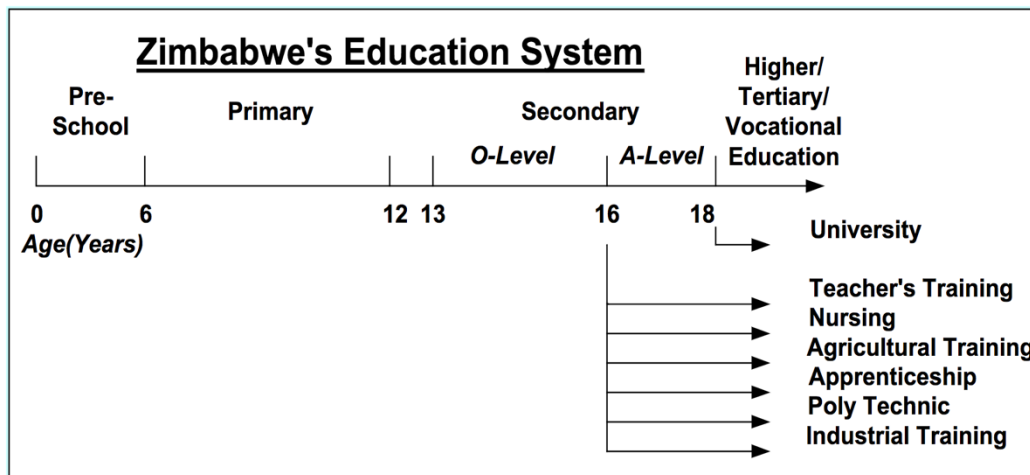 Zimbabwe's Education System
Pre-
School
Primary
Secondary
O-Level
A-Level
Higher/
Tertiary/
Vocational
Education
0
6
12
13
16
18
Age(Years)
University
Teacher's Training
Nursing
Agricultural Training
Apprenticeship
Poly Technic
Industrial Training